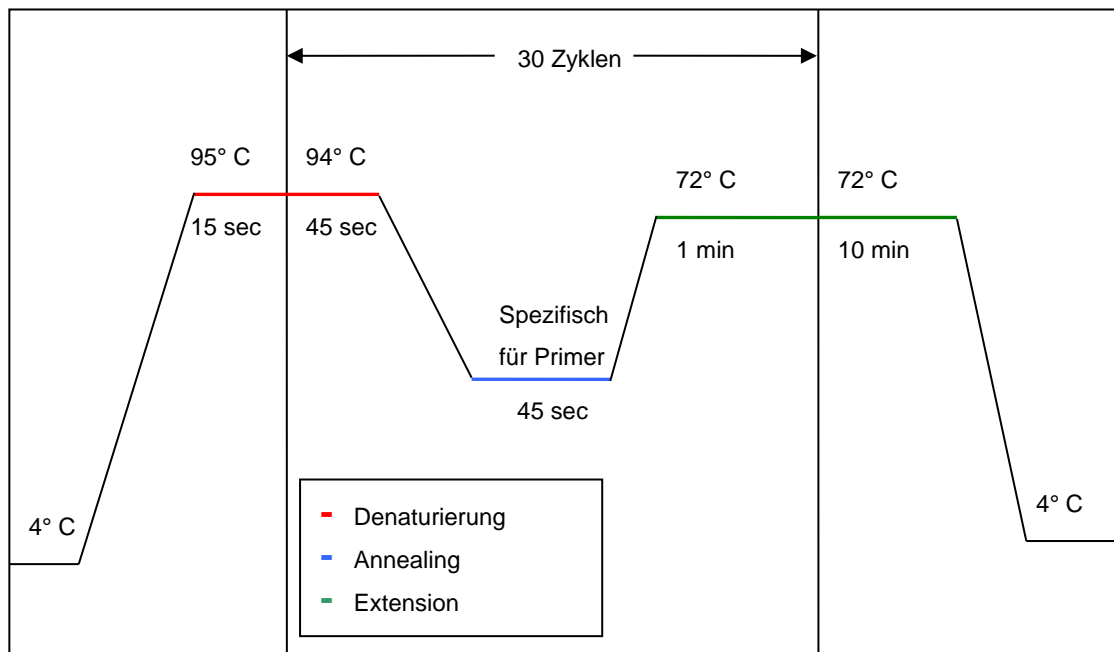 30 Zyklen
95° C
94° C
72° C
72° C
15 sec
45 sec
1 min
10 min
Spezifisch
für Primer
45 sec
4° C
4° C
Denaturierung
Annealing
Extension